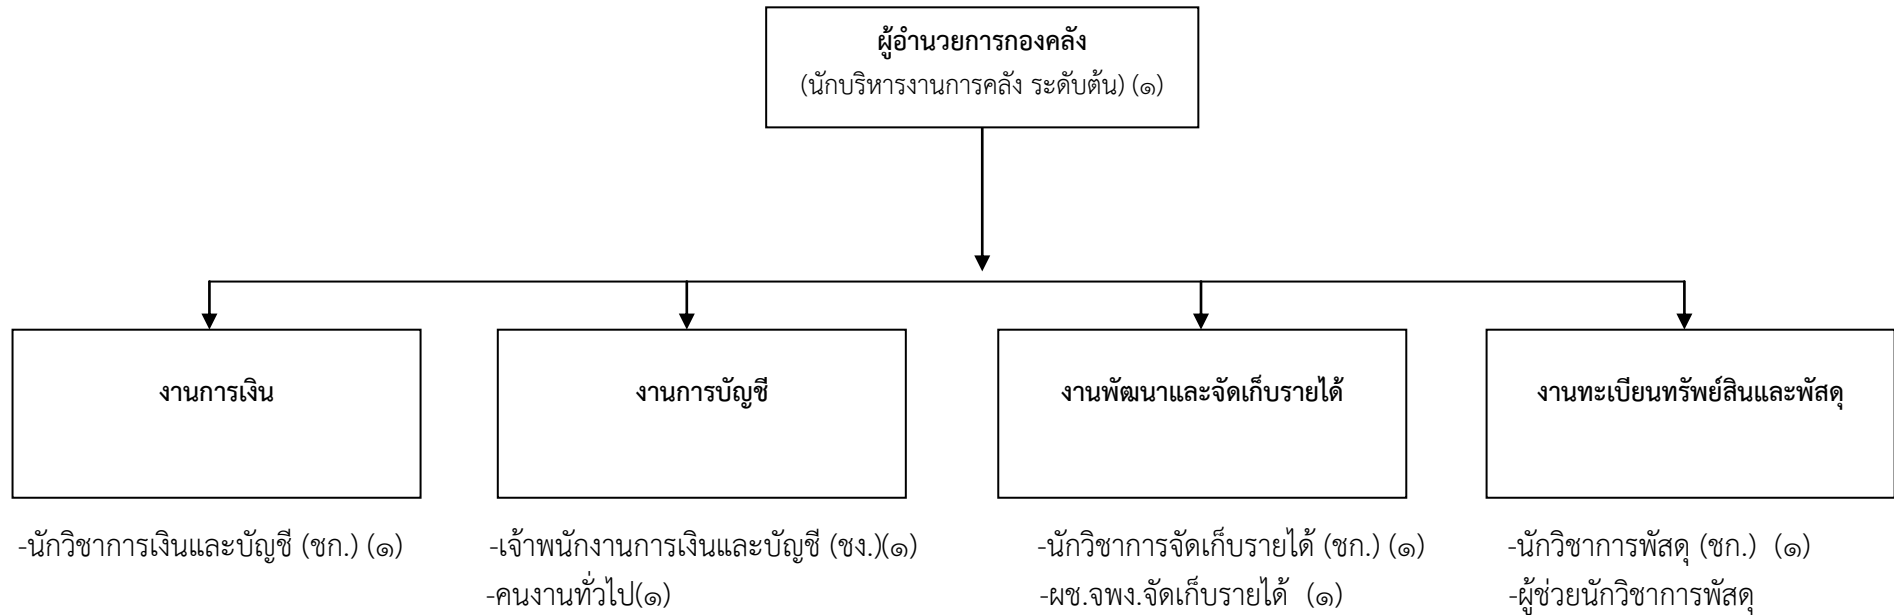 ผู้อำนวยการกองคลัง
(นักบริหารงานการคลัง ระดับต้น) (๑)
งานการเงิน
งานการบัญชี
งานพัฒนาและจัดเก็บรายได้
งานทะเบียนทรัพย์สินและพัสดุ
-นักวิชาการเงินและบัญชี (ชก.) (๑)
-เจ้าพนักงานการเงินและบัญชี (ชง.)(๑)
-คนงานทั่วไป(๑)
-นักวิชาการจัดเก็บรายได้ (ชก.) (๑)
-ผช.จพง.จัดเก็บรายได้ (๑)
-นักวิชาการพัสดุ (ชก.) (๑)
-ผู้ช่วยนักวิชาการพัสดุ